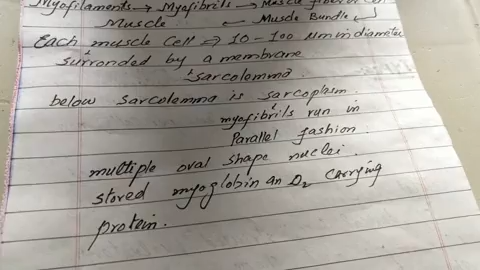 Myofilaments → Myofibrils → Muscle fiber or Cell
Muscle ← Muscle Bundle
Each muscle cell ⇒ 10-100 μm in diameter
surronded by a membrane
sarcolemma.
below sarcolemma is sarcoplasm.
myofibrils run in
Parallel fashion.
multiple oval shape nuclei.
stored myoglobin an O2 carrying
protein.